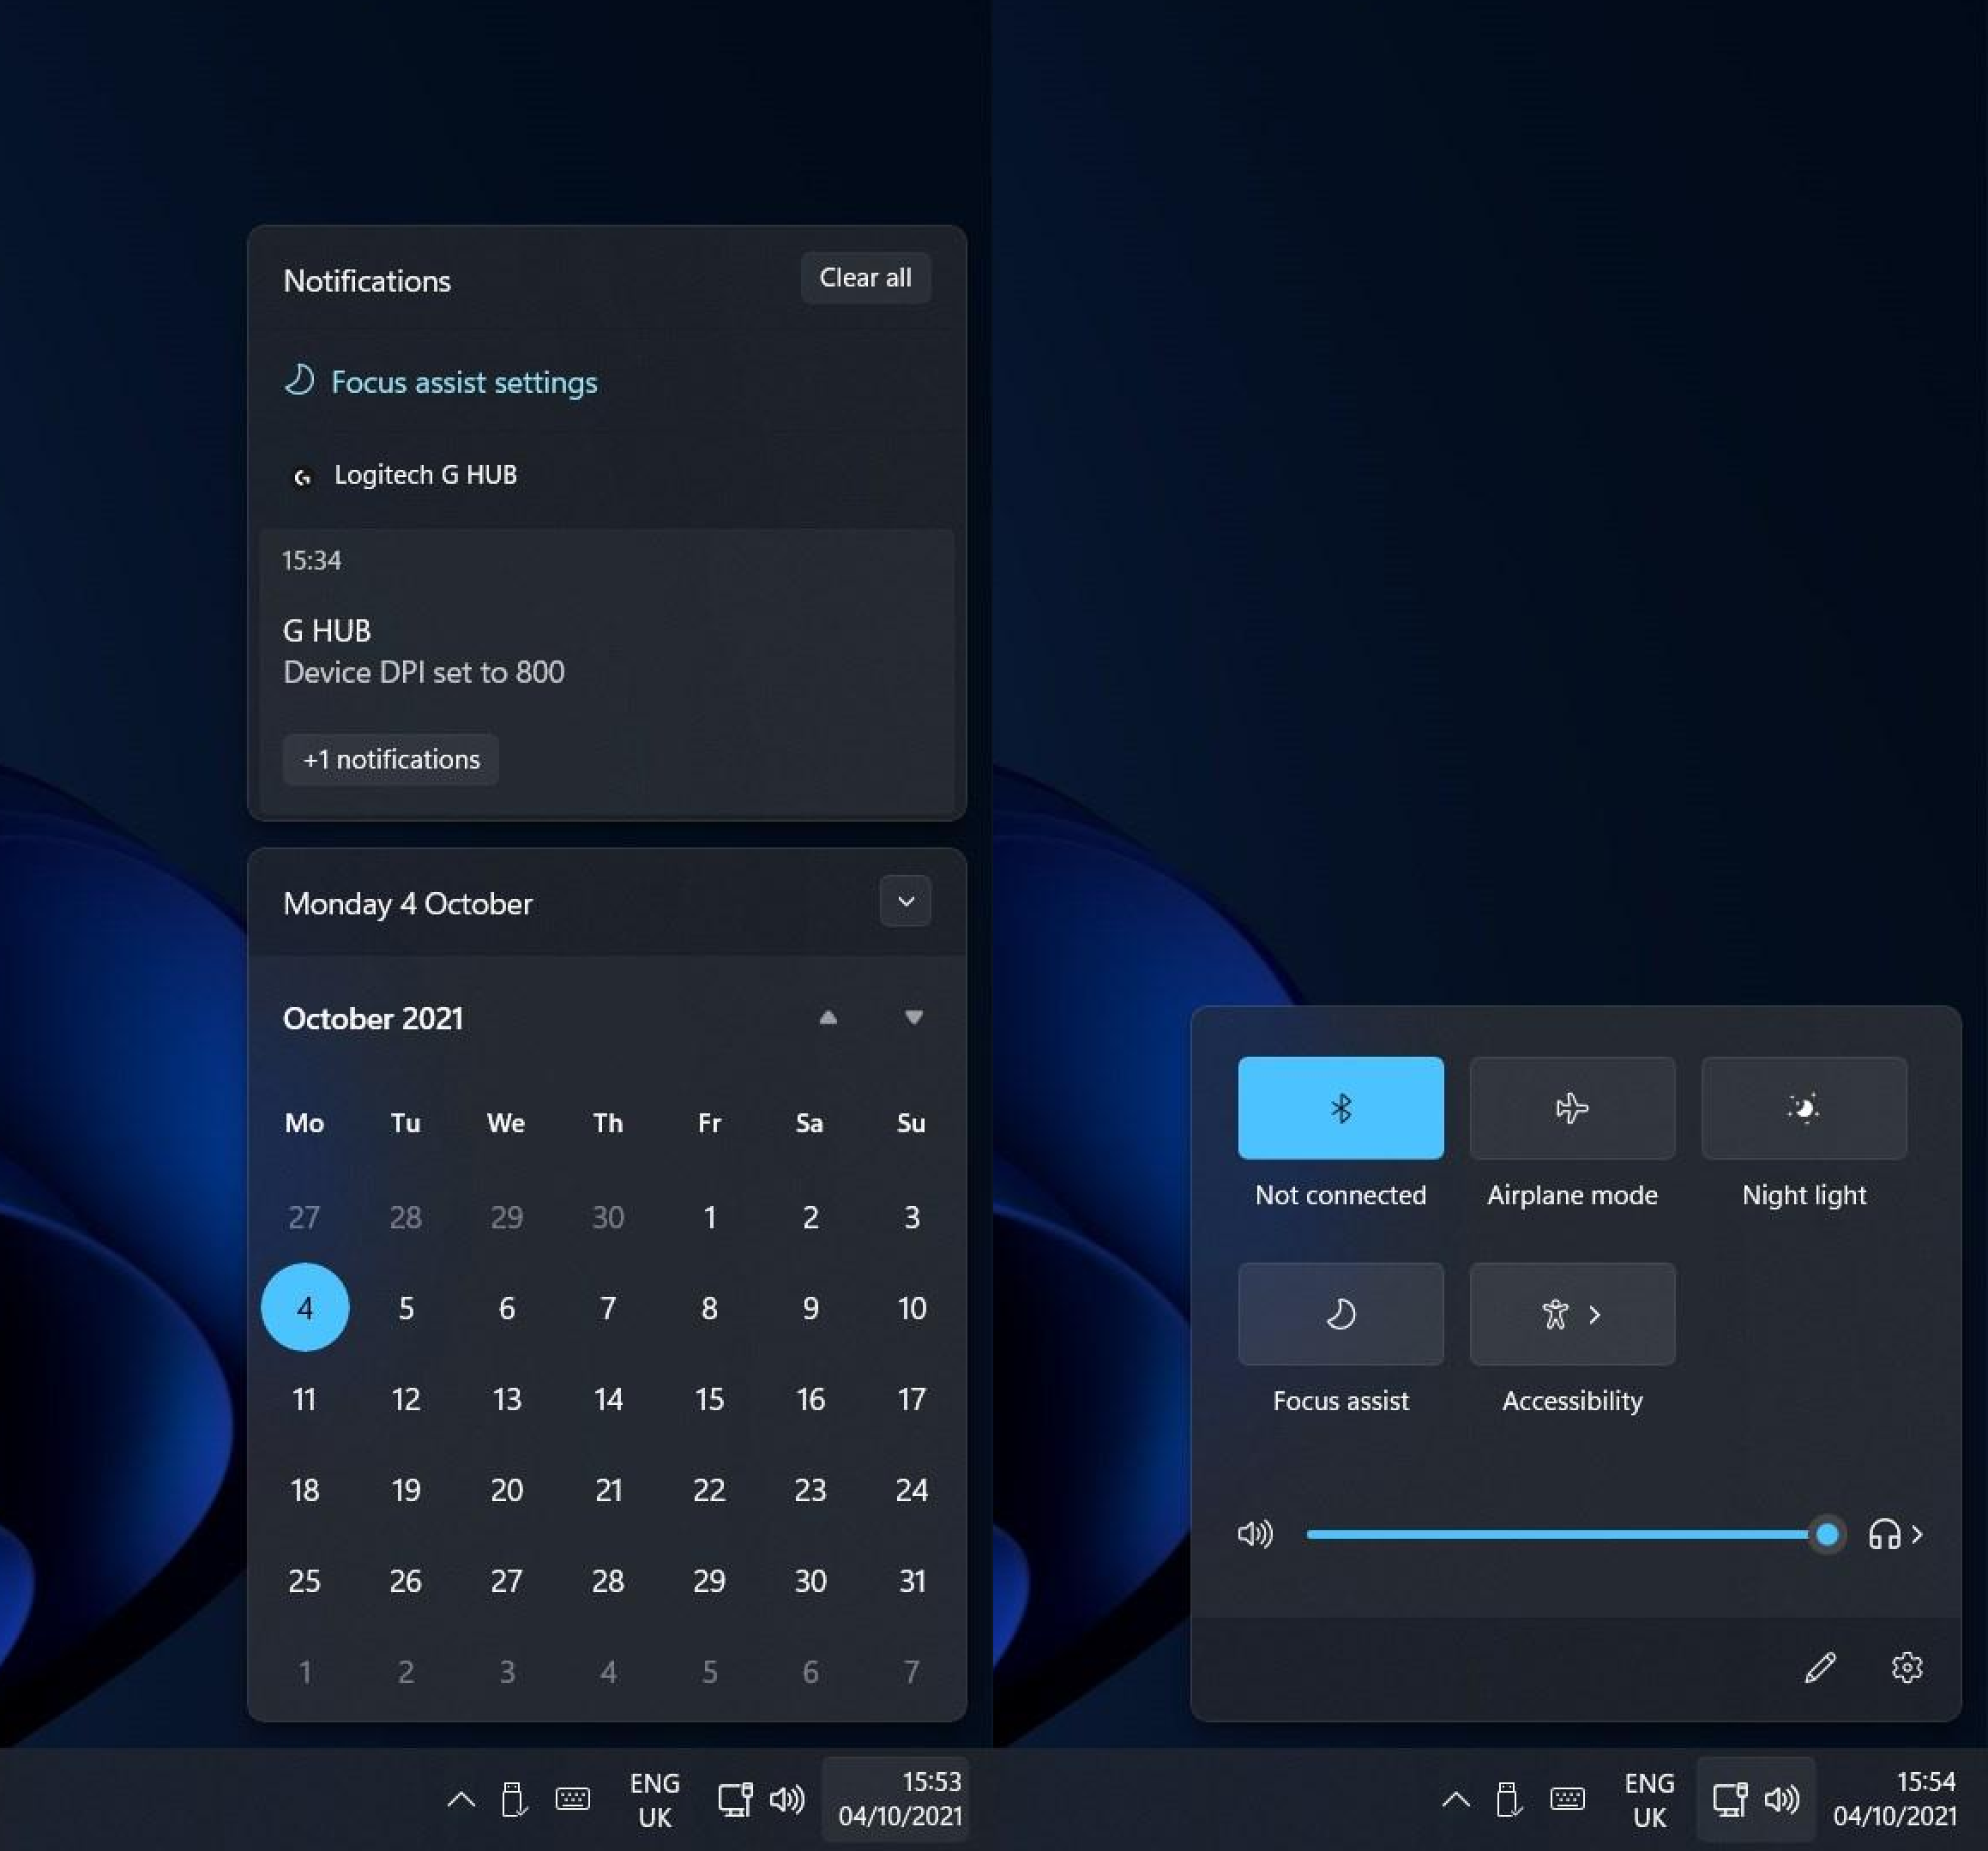 Notifications
Clear all
Focus assist settings
Logitech G HUB
15:34
G HUB
Device DPI set to 800
+1 notifications
Monday 4 October
October 2021
Mo Tu We Th Fr Sa Su
27 28 29 30 1 2 3
4 5 6 7 8 9 10
11 12 13 14 15 16 17
18 19 20 21 22 23 24
25 26 27 28 29 30 31
1 2 3 4 5 6 7
ENG
UK
15:53
04/10/2021
Not connected
Airplane mode
Night light
Focus assist
Accessibility
ENG
UK
15:54
04/10/2021